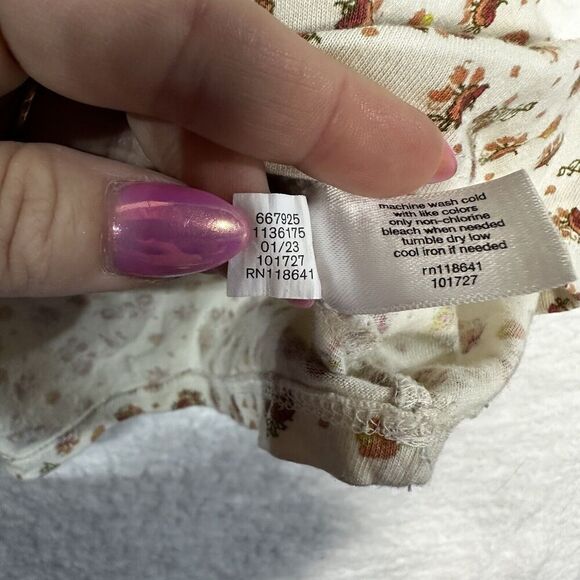 667925
1136175
01/23
101727
RN118641
machine wash cold
with like colors
only non-chlorine
bleach when needed
tumble dry low
cool iron if needed
rn118641
101727